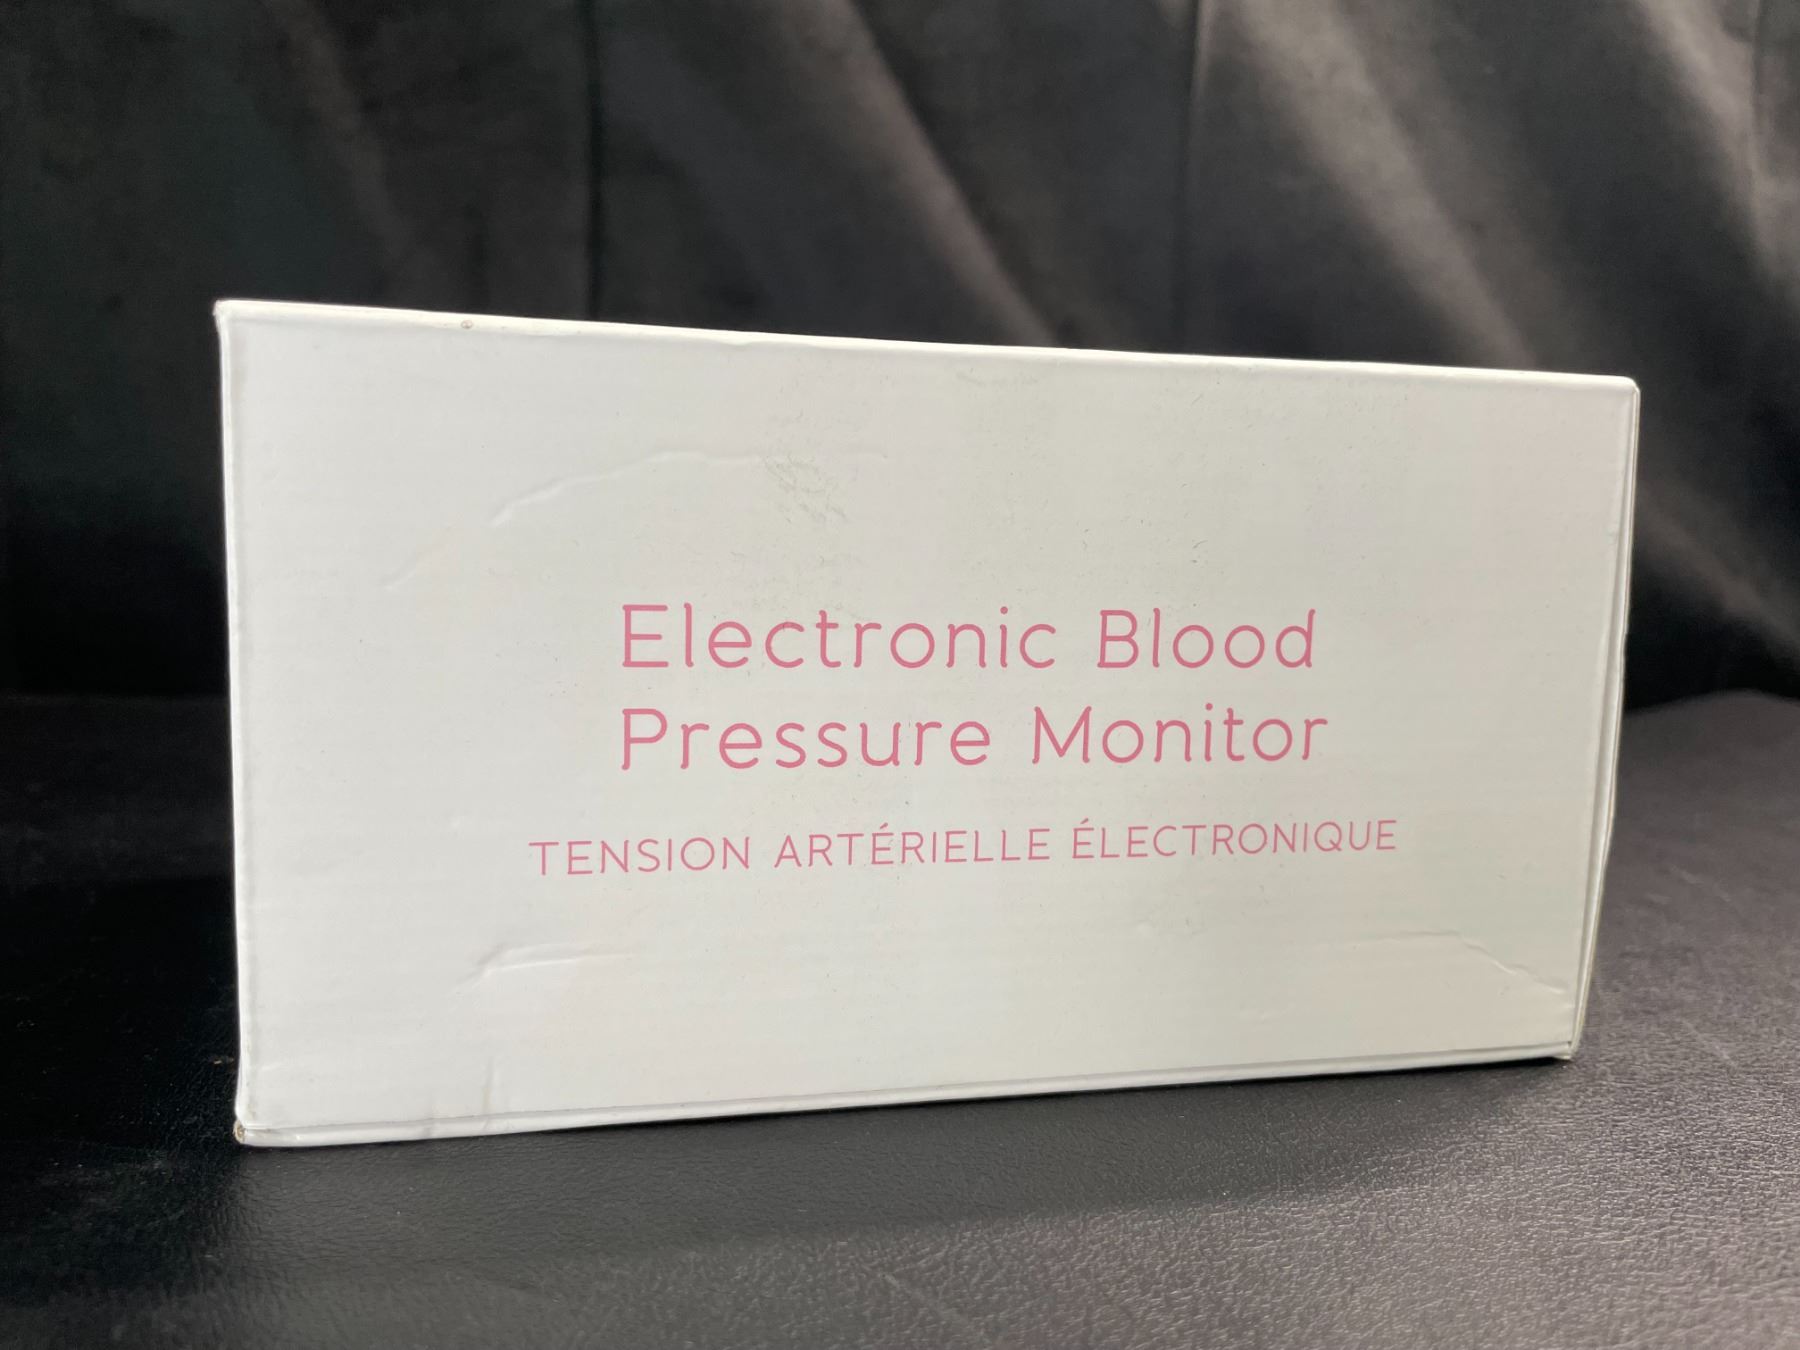 Electronic Blood
Pressure Monitor
TENSION ARTÉRIELLE ÉLECTRONIQUE